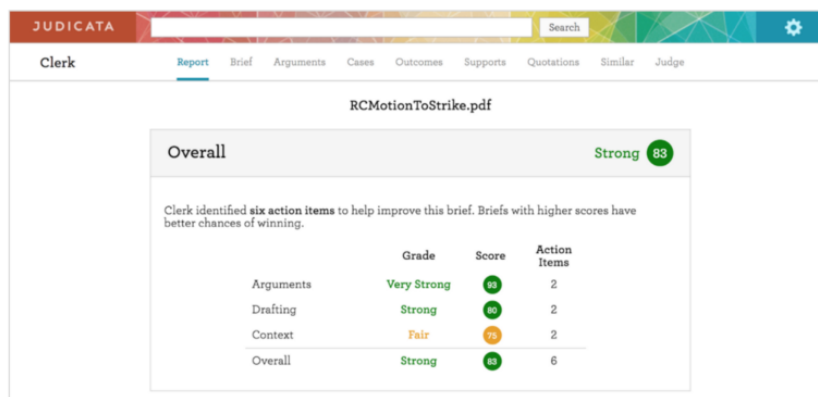 JUDICATA
Search
Clerk
Report Brief Arguments Cases Outcomes Supports Quotations Similar Judge
RCMotionToStrike.pdf
Overall Strong 83
Clerk identified six action items to help improve this brief. Briefs with higher scores have
better chances of winning.
Grade Score Action
Items
Arguments Very Strong 93 2
Drafting Strong 80 2
Context Fair 75 2
Overall Strong 83 6